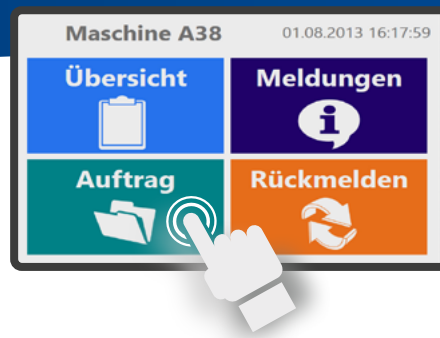 Maschine A38 01.08.2013 16:17:59
Übersicht Meldungen
Auftrag Rückmelden